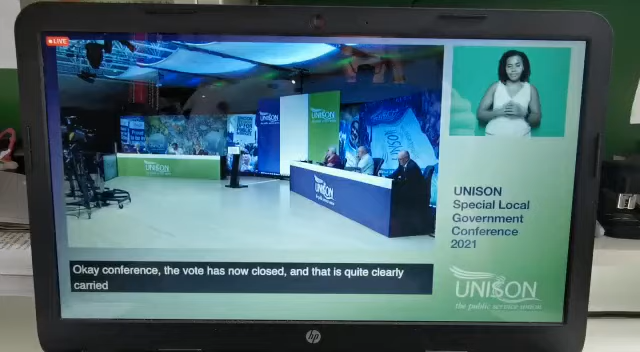 LIVE
UNISON
UNISON
UNISON
UNISON
UNISON
Special Local
Government
Conference
2021
Okay conference, the vote has now closed, and that is quite clearly
carried
UNISON
the public service union
hp